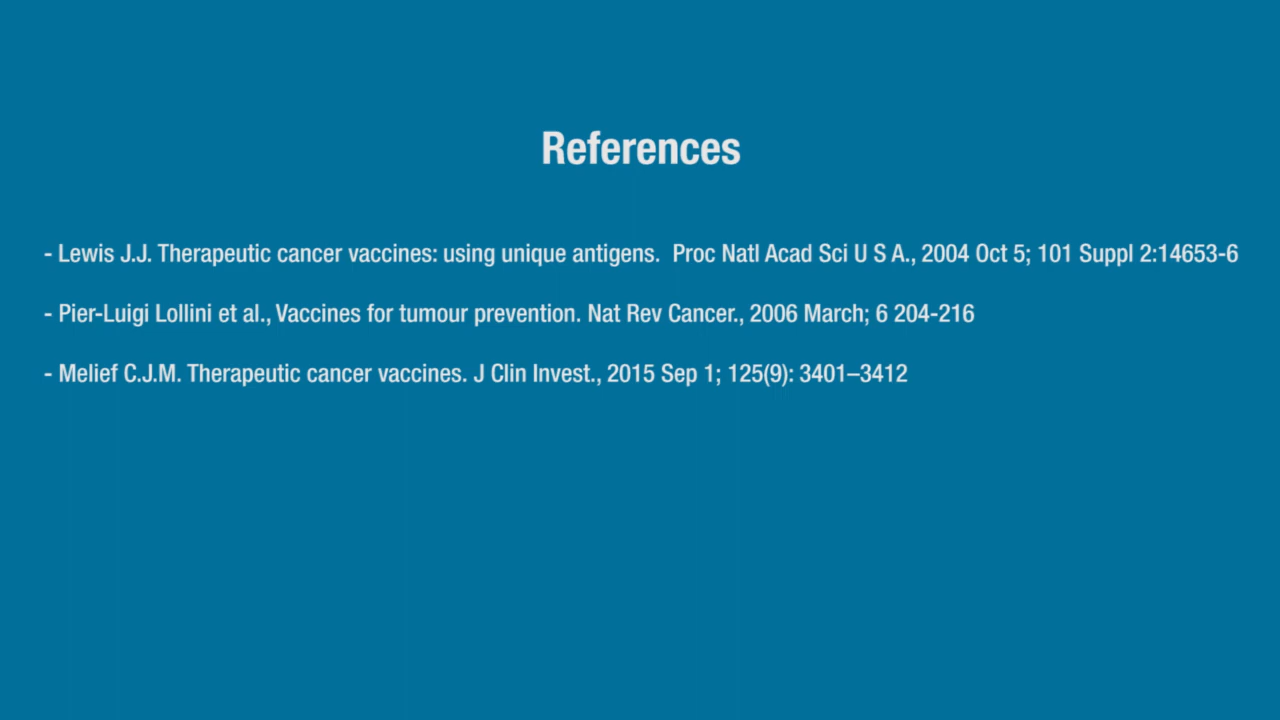 References
- Lewis J.J. Therapeutic cancer vaccines: using unique antigens.  Proc Natl Acad Sci U S A., 2004 Oct 5; 101 Suppl 2:14653-6
- Pier-Luigi Lollini et al., Vaccines for tumour prevention. Nat Rev Cancer., 2006 March; 6 204-216
- Melief C.J.M. Therapeutic cancer vaccines. J Clin Invest., 2015 Sep 1; 125(9): 3401–3412